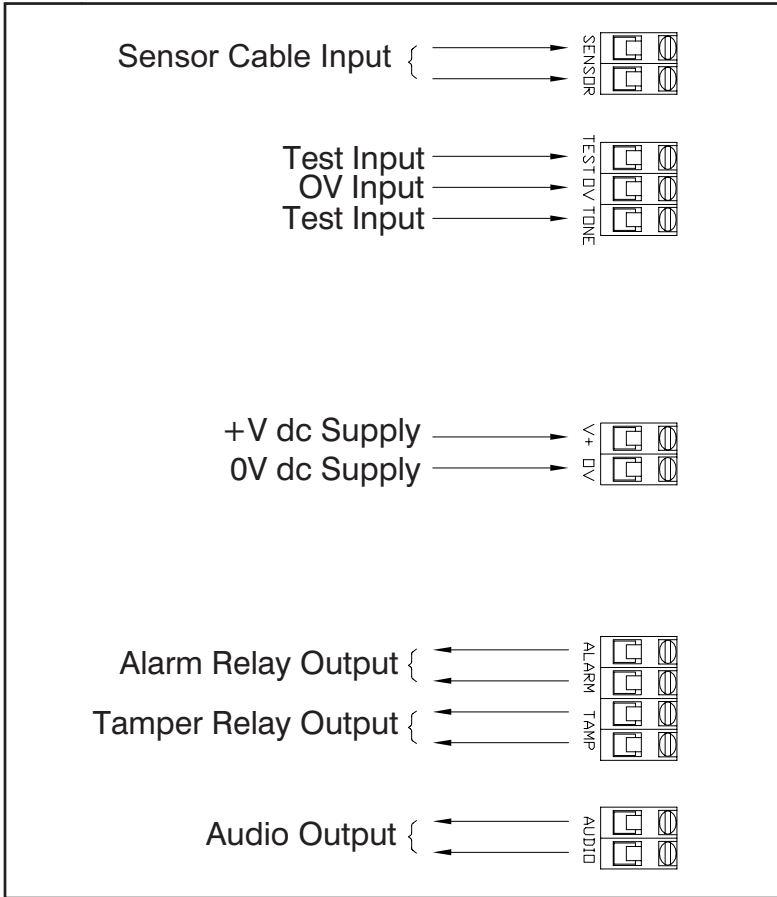 Sensor Cable Input
SENSOR
Test Input
OV Input
Test Input
TEST 0V TONE
+V dc Supply
0V dc Supply
V+ 0V
Alarm Relay Output
ALARM
Tamper Relay Output
TAMP
Audio Output
AUDIO